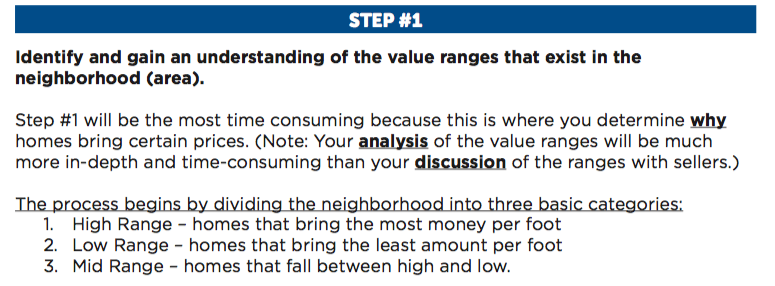 STEP #1
Identify and gain an understanding of the value ranges that exist in the
neighborhood (area).
Step #1 will be the most time consuming because this is where you determine why
homes bring certain prices. (Note: Your analysis of the value ranges will be much
more in-depth and time-consuming than your discussion of the ranges with sellers.)
The process begins by dividing the neighborhood into three basic categories:
1. High Range – homes that bring the most money per foot
2. Low Range – homes that bring the least amount per foot
3. Mid Range – homes that fall between high and low.